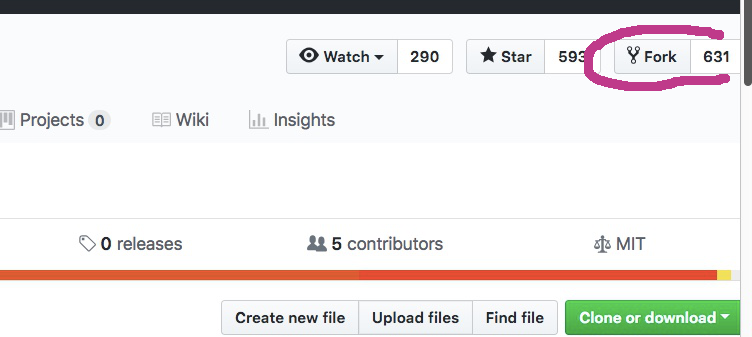 Watch 290 Star 593 Fork 631
Projects 0 Wiki Insights
0 releases 5 contributors MIT
Create new file Upload files Find file Clone or download